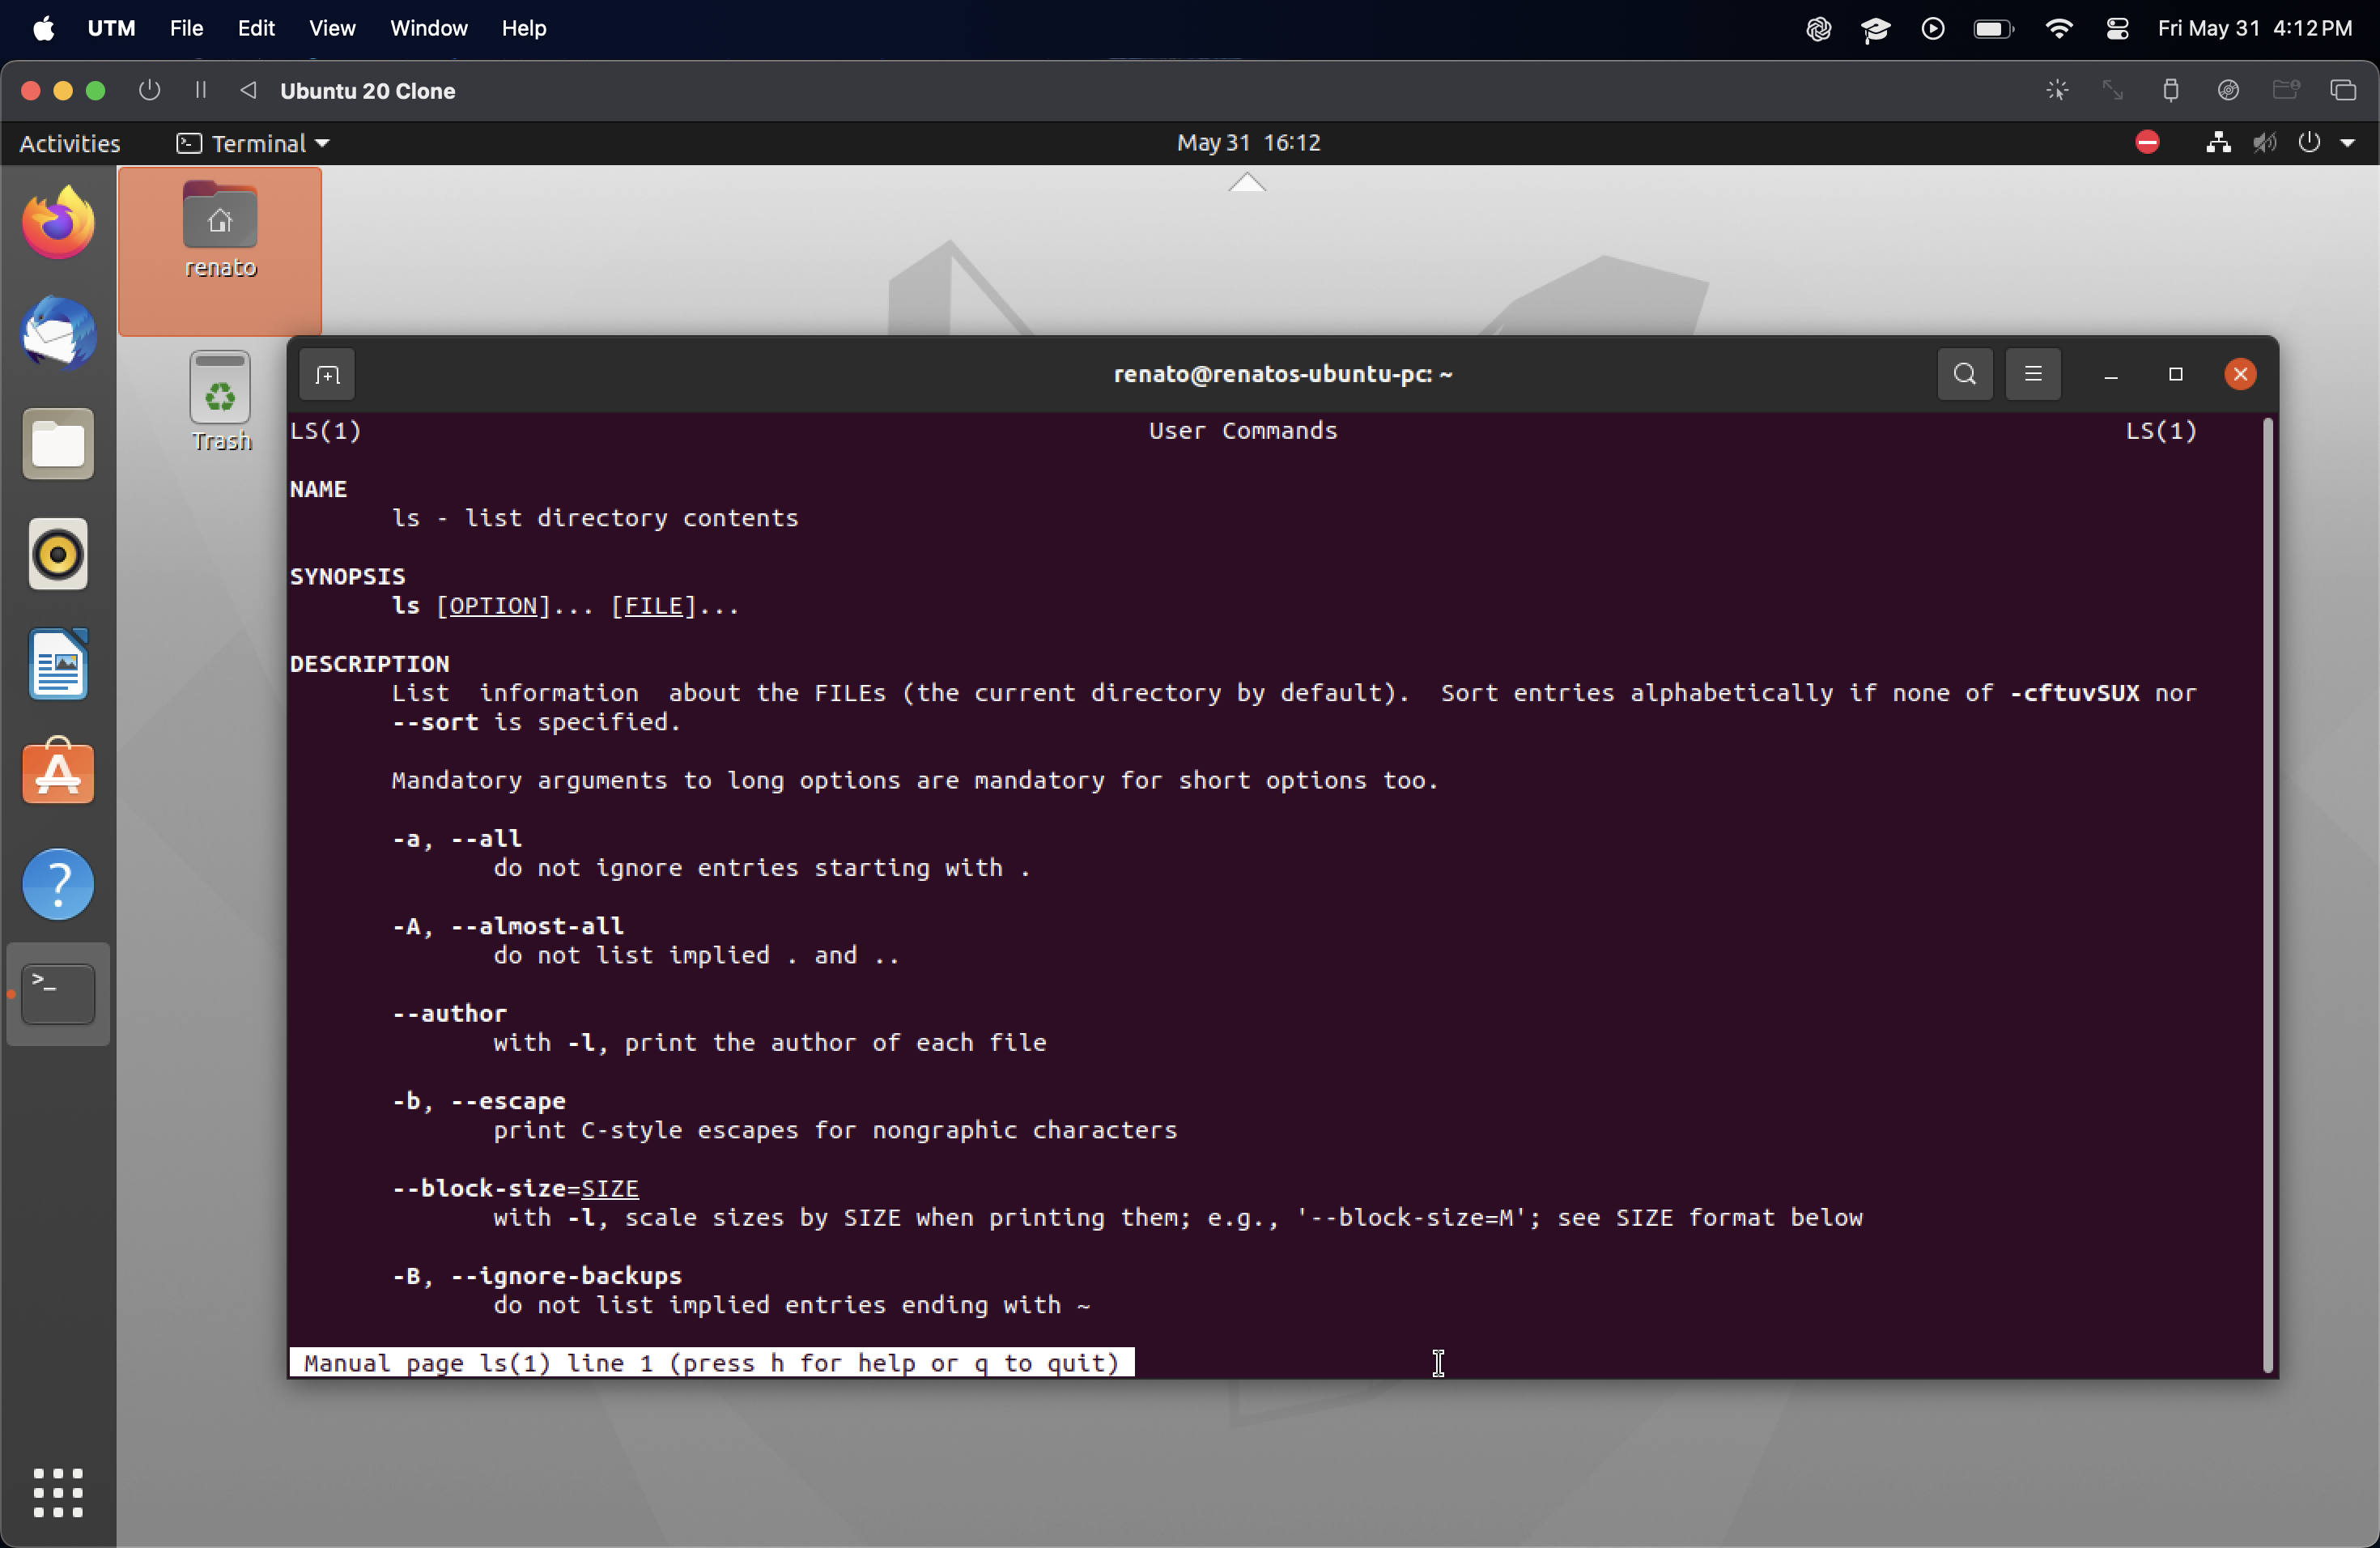 UTM File Edit View Window Help Fri May 31 4:12 PM
Ubuntu 20 Clone
Activities Terminal May 31 16:12
renato
Trash
renato@renatos-ubuntu-pc: ~
LS(1) User Commands LS(1)
NAME
ls - list directory contents
SYNOPSIS
ls [OPTION]... [FILE]...
DESCRIPTION
List information about the FILEs (the current directory by default). Sort entries alphabetically if none of -cftuvSUX nor
--sort is specified.
Mandatory arguments to long options are mandatory for short options too.
-a, --all
do not ignore entries starting with .
-A, --almost-all
do not list implied . and ..
--author
with -l, print the author of each file
-b, --escape
print C-style escapes for nongraphic characters
--block-size=SIZE
with -l, scale sizes by SIZE when printing them; e.g., '--block-size=M'; see SIZE format below
-B, --ignore-backups
do not list implied entries ending with ~
Manual page ls(1) line 1 (press h for help or q to quit)